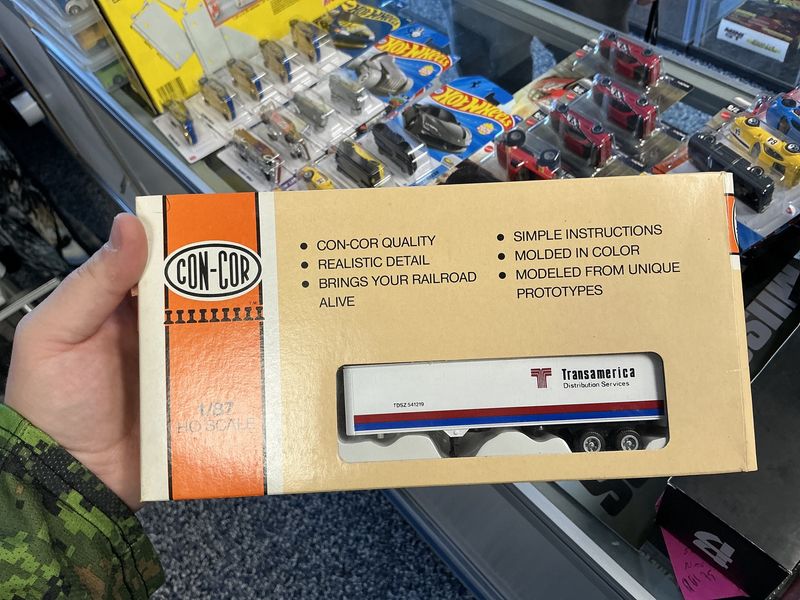 CON-COR
TM
1/87
HO SCALE
● CON-COR QUALITY
● REALISTIC DETAIL
● BRINGS YOUR RAILROAD
ALIVE
● SIMPLE INSTRUCTIONS
● MOLDED IN COLOR
● MODELED FROM UNIQUE
PROTOTYPES
Transamerica
Distribution Services
TDSZ 541219